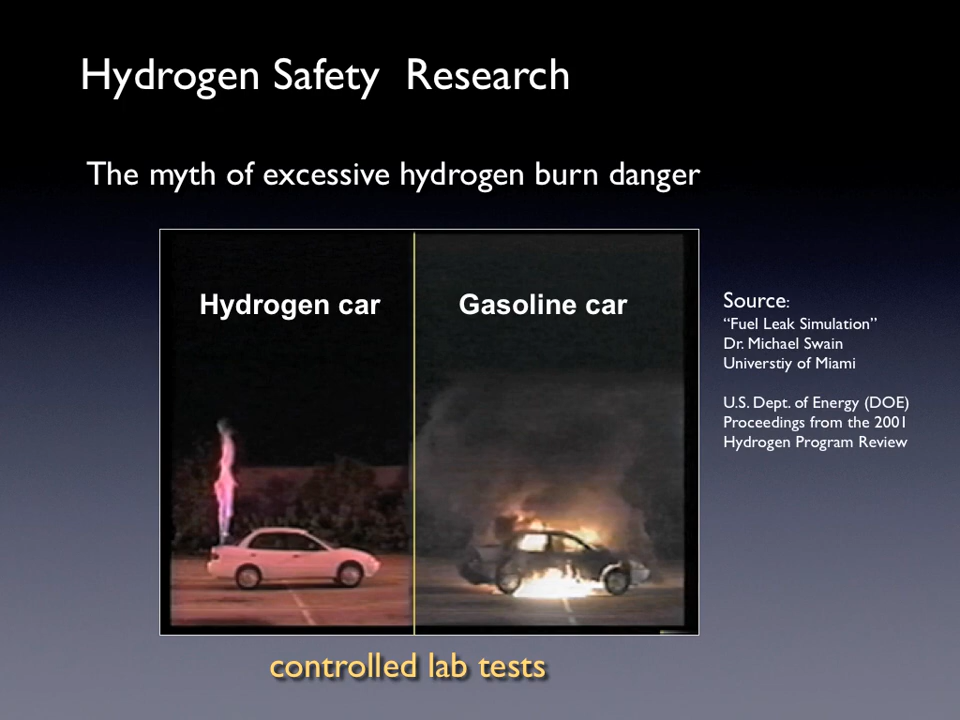 Hydrogen Safety  Research
The myth of excessive hydrogen burn danger
Hydrogen car
Gasoline car
Source:
“Fuel Leak Simulation”
Dr. Michael Swain
Universtiy of Miami
U.S. Dept. of Energy (DOE)
Proceedings from the 2001
Hydrogen Program Review
controlled lab tests